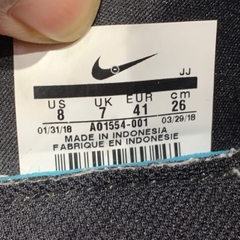 JJ
US UK EUR cm
8 7 41 26
01/31/18 AO1554-001 03/29/18
MADE IN INDONESIA
FABRIQUE EN INDONESIE